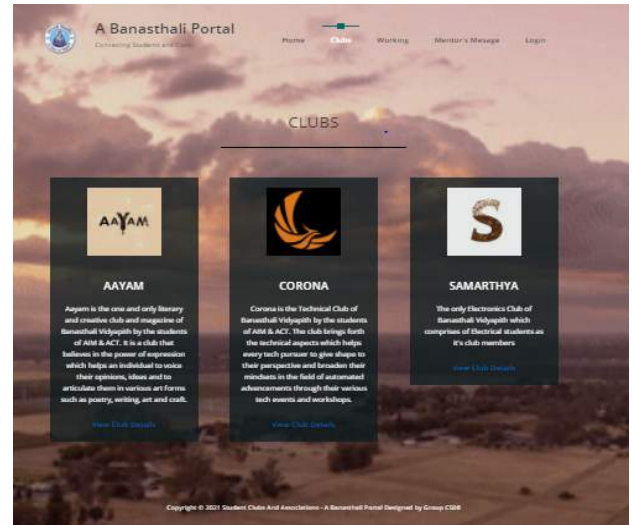 A Banasthali Portal
Connecting Students and Clubs
Home Clubs Working Mentor's Mesage Login
CLUBS
AAYAM
AAYAM
Aayam is the one and only literary
and creative club and magazine of
Banasthali Vidyapith by the students
of AIM & ACT. It is a club that
believes in the power of expression
which helps an individual to voice
their opinions, ideas and to
articulate them in various art forms
such as poetry, writing, art and craft.
View Club Details
CORONA
Corona is the Technical Club of
Banasthali Vidyapith by the students
of AIM & ACT. The club brings forth
the technical aspects which helps
every tech pursuer to give shape to
their perspective and broaden their
mindsets in the field of automated
advancements through their various
tech events and workshops.
View Club Details
S
SAMARTHYA
The only Electronics Club of
Banasthali Vidyapith which
comprises of Electrical students as
it's club members
View Club Details
Copyright © 2021 Student Clubs And Associations - A Banasthali Portal Designed by Group CS08